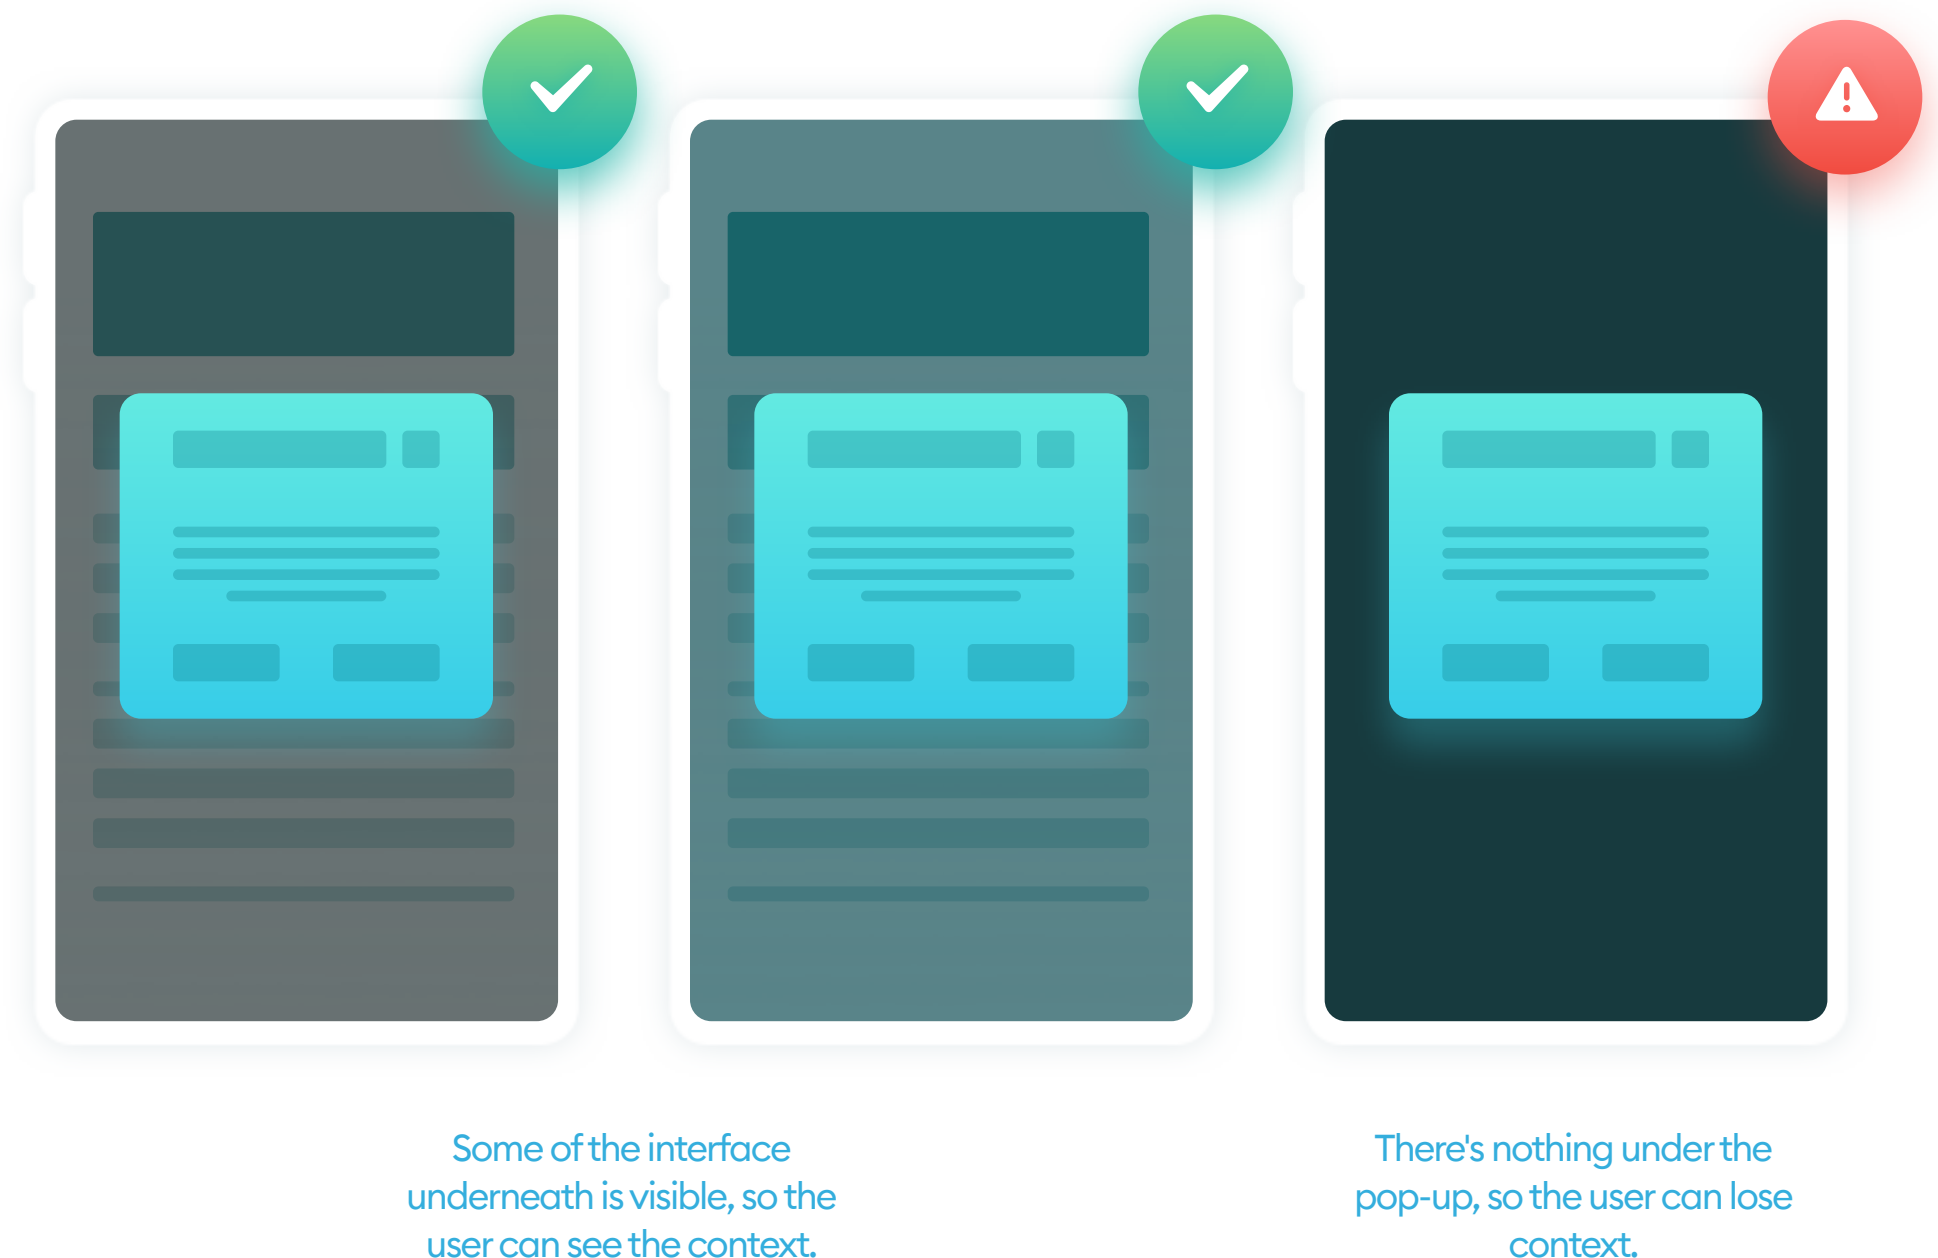 Some of the interface
underneath is visible, so the
user can see the context.
There's nothing under the
pop-up, so the user can lose
context.